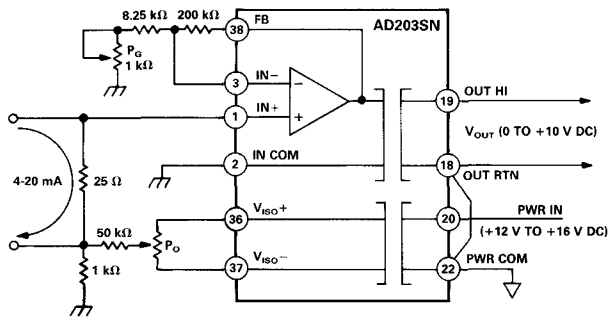 8.25 kΩ
200 kΩ
38
FB
AD203SN
PG
1 kΩ
3
IN−
−
19
OUT HI
1
IN+
+
VOUT (0 TO +10 V DC)
2
IN COM
18
OUT RTN
4-20 mA
25 Ω
50 kΩ
PO
36
VISO+
20
PWR IN
(+12 V TO +16 V DC)
1 kΩ
37
VISO−
22
PWR COM